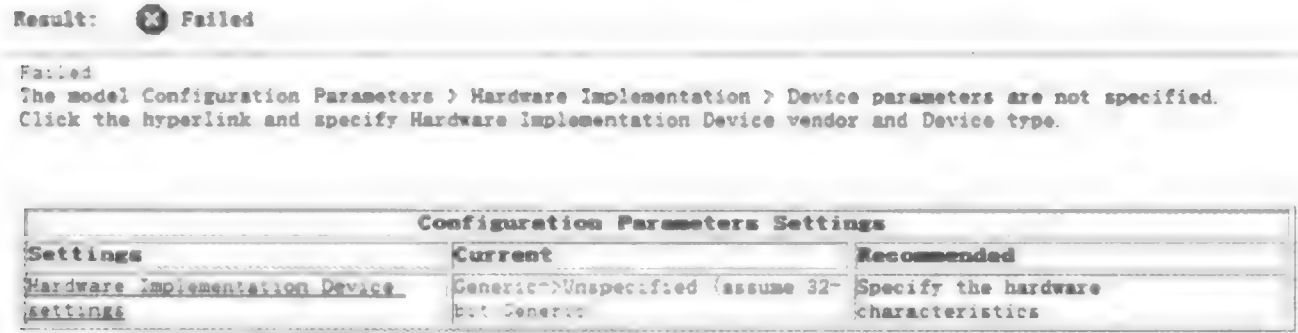 Result: Failed
Failed
The model Configuration Parameters > Hardware Implementation > Device parameters are not specified.
Click the hyperlink and specify Hardware Implementation Device vendor and Device type.
Configuration Parameters Settings
Settings Current Recommended
Hardware Implementation Device Generic->Unspecified (assume 32- Specify the hardware
settings bit Generic characteristics